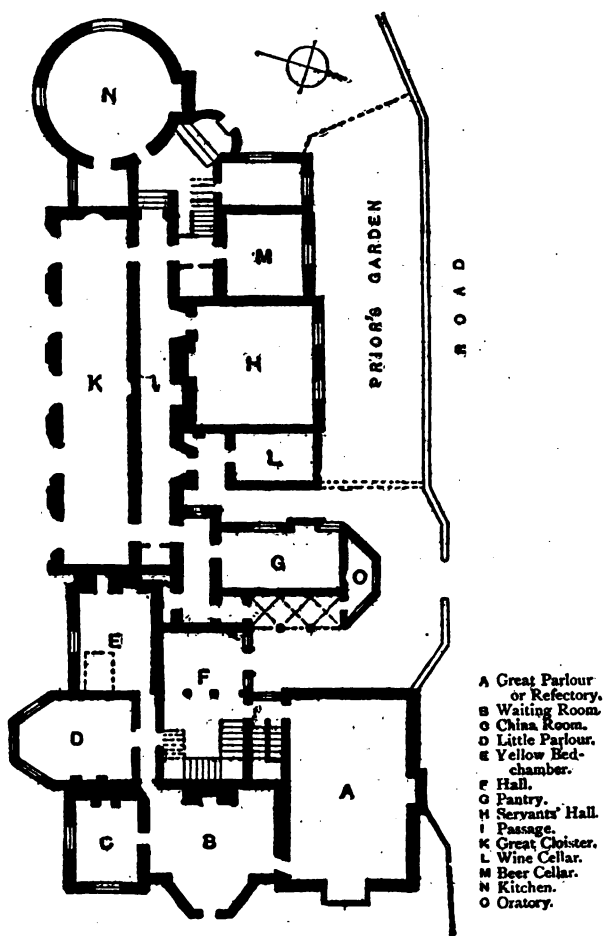 N
M
PRIOR'S GARDEN
ROAD
K
I
H
L
G
O
E
F
D
A
C
B
A Great Parlour
or Refectory.
B Waiting Room.
C China Room.
D Little Parlour.
E Yellow Bed-
chamber.
F Hall.
G Pantry.
H Servants' Hall.
I Passage.
K Great Cloister.
L Wine Cellar.
M Beer Cellar.
N Kitchen.
O Oratory.